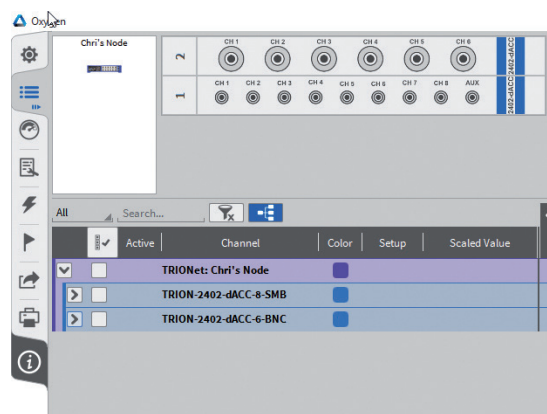 Oxygen
Chri's Node
2
CH 1 CH 2 CH 3 CH 4 CH 5 CH 6
2402-dACC
1
CH 1 CH 2 CH 3 CH 4 CH 5 CH 6 CH 7 CH 8 AUX
2402-dACC
All
Search...
Active Channel Color Setup Scaled Value
TRIONet: Chri's Node
TRION-2402-dACC-8-SMB
TRION-2402-dACC-6-BNC